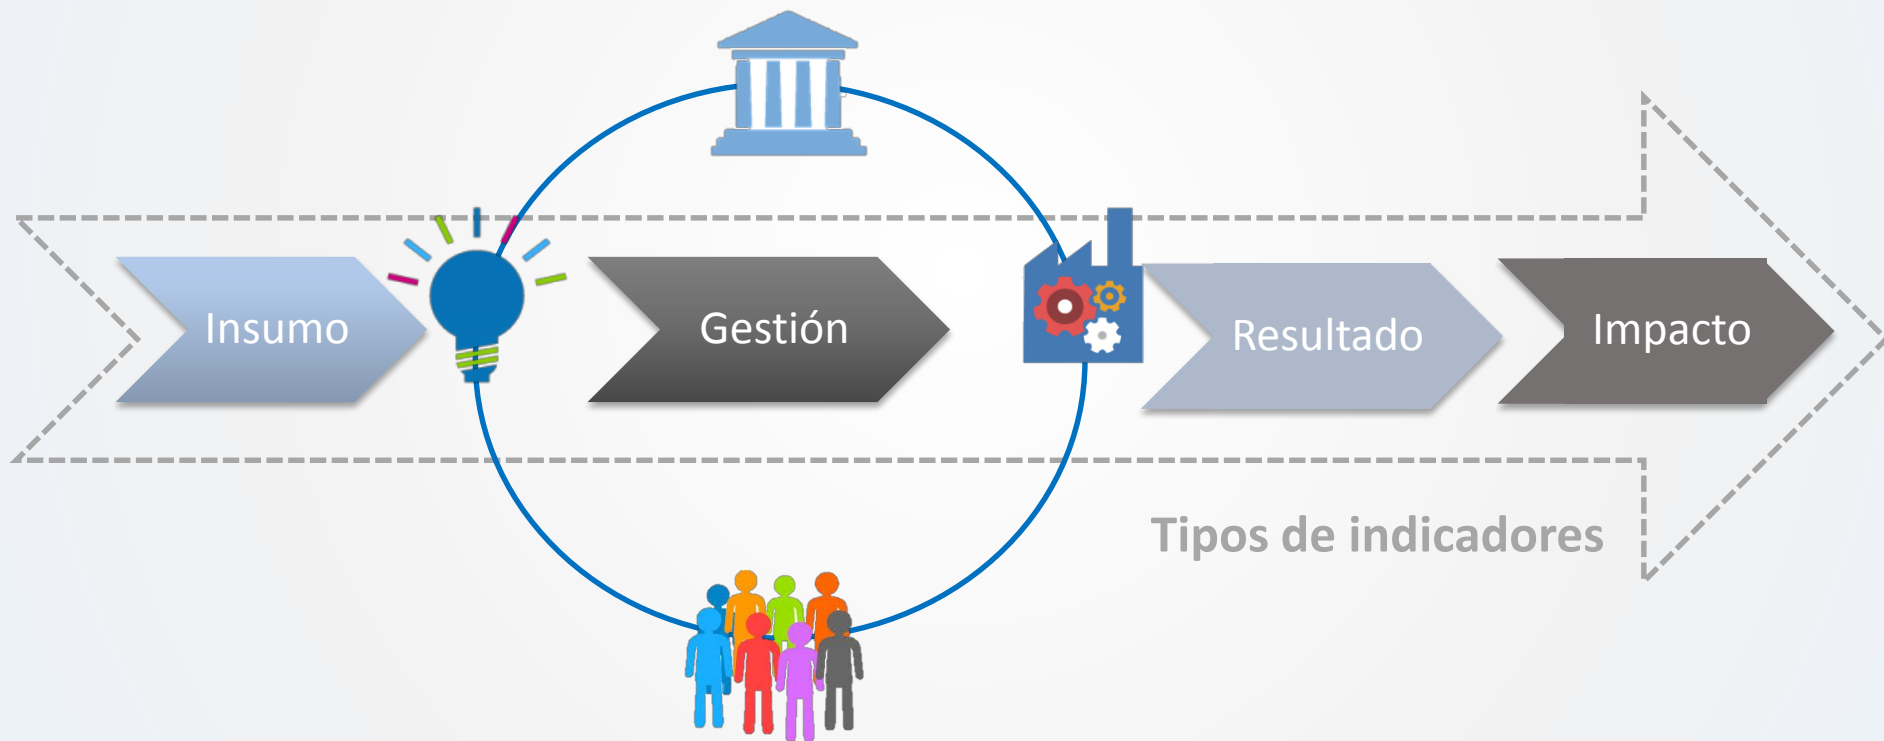 Insumo
Gestión
Resultado
Impacto
Tipos de indicadores